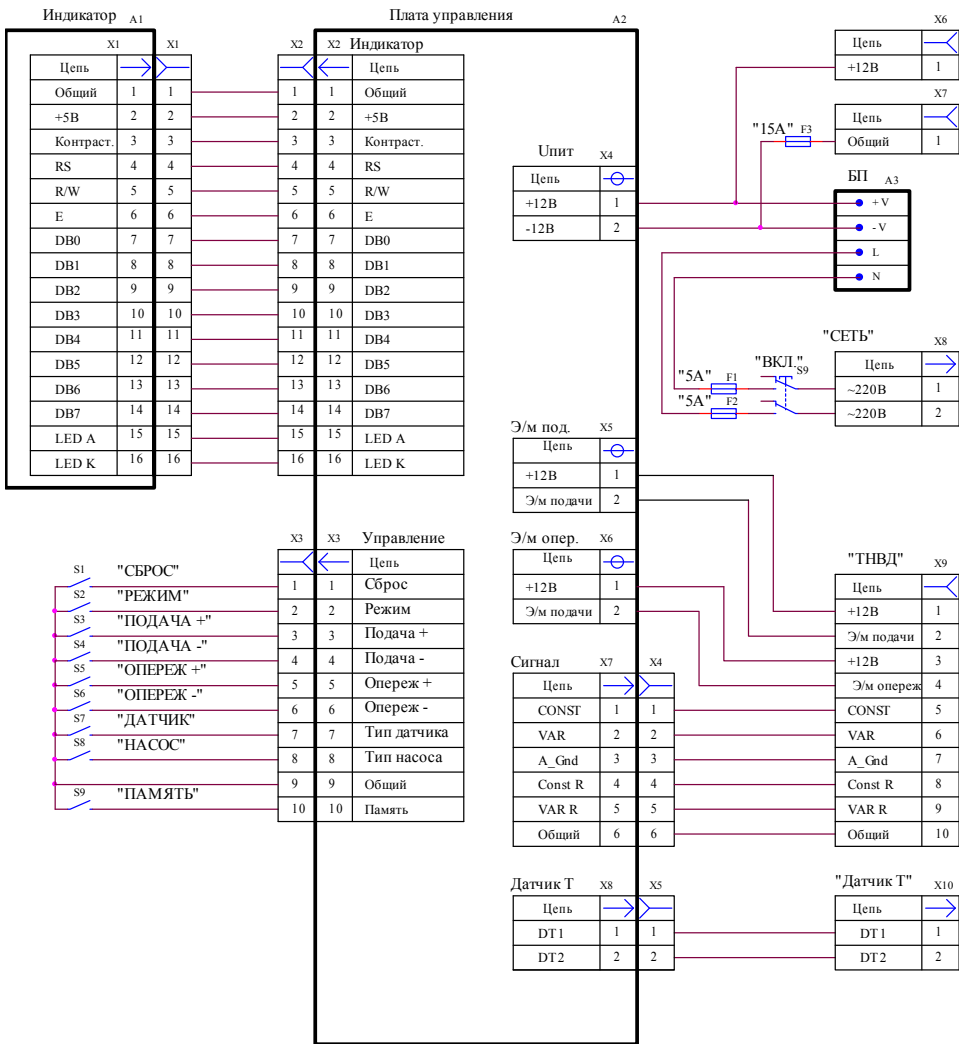 Индикатор A1
X1 X1
Цепь
Общий 1 1
+5В 2 2
Контраст. 3 3
RS 4 4
R/W 5 5
E 6 6
DB0 7 7
DB1 8 8
DB2 9 9
DB3 10 10
DB4 11 11
DB5 12 12
DB6 13 13
DB7 14 14
LED A 15 15
LED K 16 16
Плата управления A2
X2 X2 Индикатор
Цепь
1 1 Общий
2 2 +5В
3 3 Контраст.
4 4 RS
5 5 R/W
6 6 E
7 7 DB0
8 8 DB1
9 9 DB2
10 10 DB3
11 11 DB4
12 12 DB5
13 13 DB6
14 14 DB7
15 15 LED A
16 16 LED K
X3 X3 Управление
Цепь
S1 "СБРОС" 1 1 Сброс
S2 "РЕЖИМ" 2 2 Режим
S3 "ПОДАЧА +" 3 3 Подача +
S4 "ПОДАЧА -" 4 4 Подача -
S5 "ОПЕРЕЖ +" 5 5 Опереж +
S6 "ОПЕРЕЖ -" 6 6 Опереж -
S7 "ДАТЧИК" 7 7 Тип датчика
S8 "НАСОС" 8 8 Тип насоса
9 9 Общий
S9 "ПАМЯТЬ" 10 10 Память
Uпит X4
Цепь
+12В 1
-12В 2
Э/м под. X5
Цепь
+12В 1
Э/м подачи 2
Э/м опер. X6
Цепь
+12В 1
Э/м подачи 2
Сигнал X7 X4
Цепь
CONST 1 1
VAR 2 2
A_Gnd 3 3
Const R 4 4
VAR R 5 5
Общий 6 6
Датчик Т X8 X5
Цепь
DT1 1 1
DT2 2 2
X6
Цепь
+12В 1
X7
Цепь
"15А" F3
Общий 1
БП A3
+ V
- V
L
N
"СЕТЬ" X8
Цепь
"ВКЛ." S9
"5А" F1
~220В 1
"5А" F2
~220В 2
"ТНВД" X9
Цепь
+12В 1
Э/м подачи 2
+12В 3
Э/м опереж 4
CONST 5
VAR 6
A_Gnd 7
Const R 8
VAR R 9
Общий 10
"Датчик Т" X10
Цепь
DT1 1
DT2 2